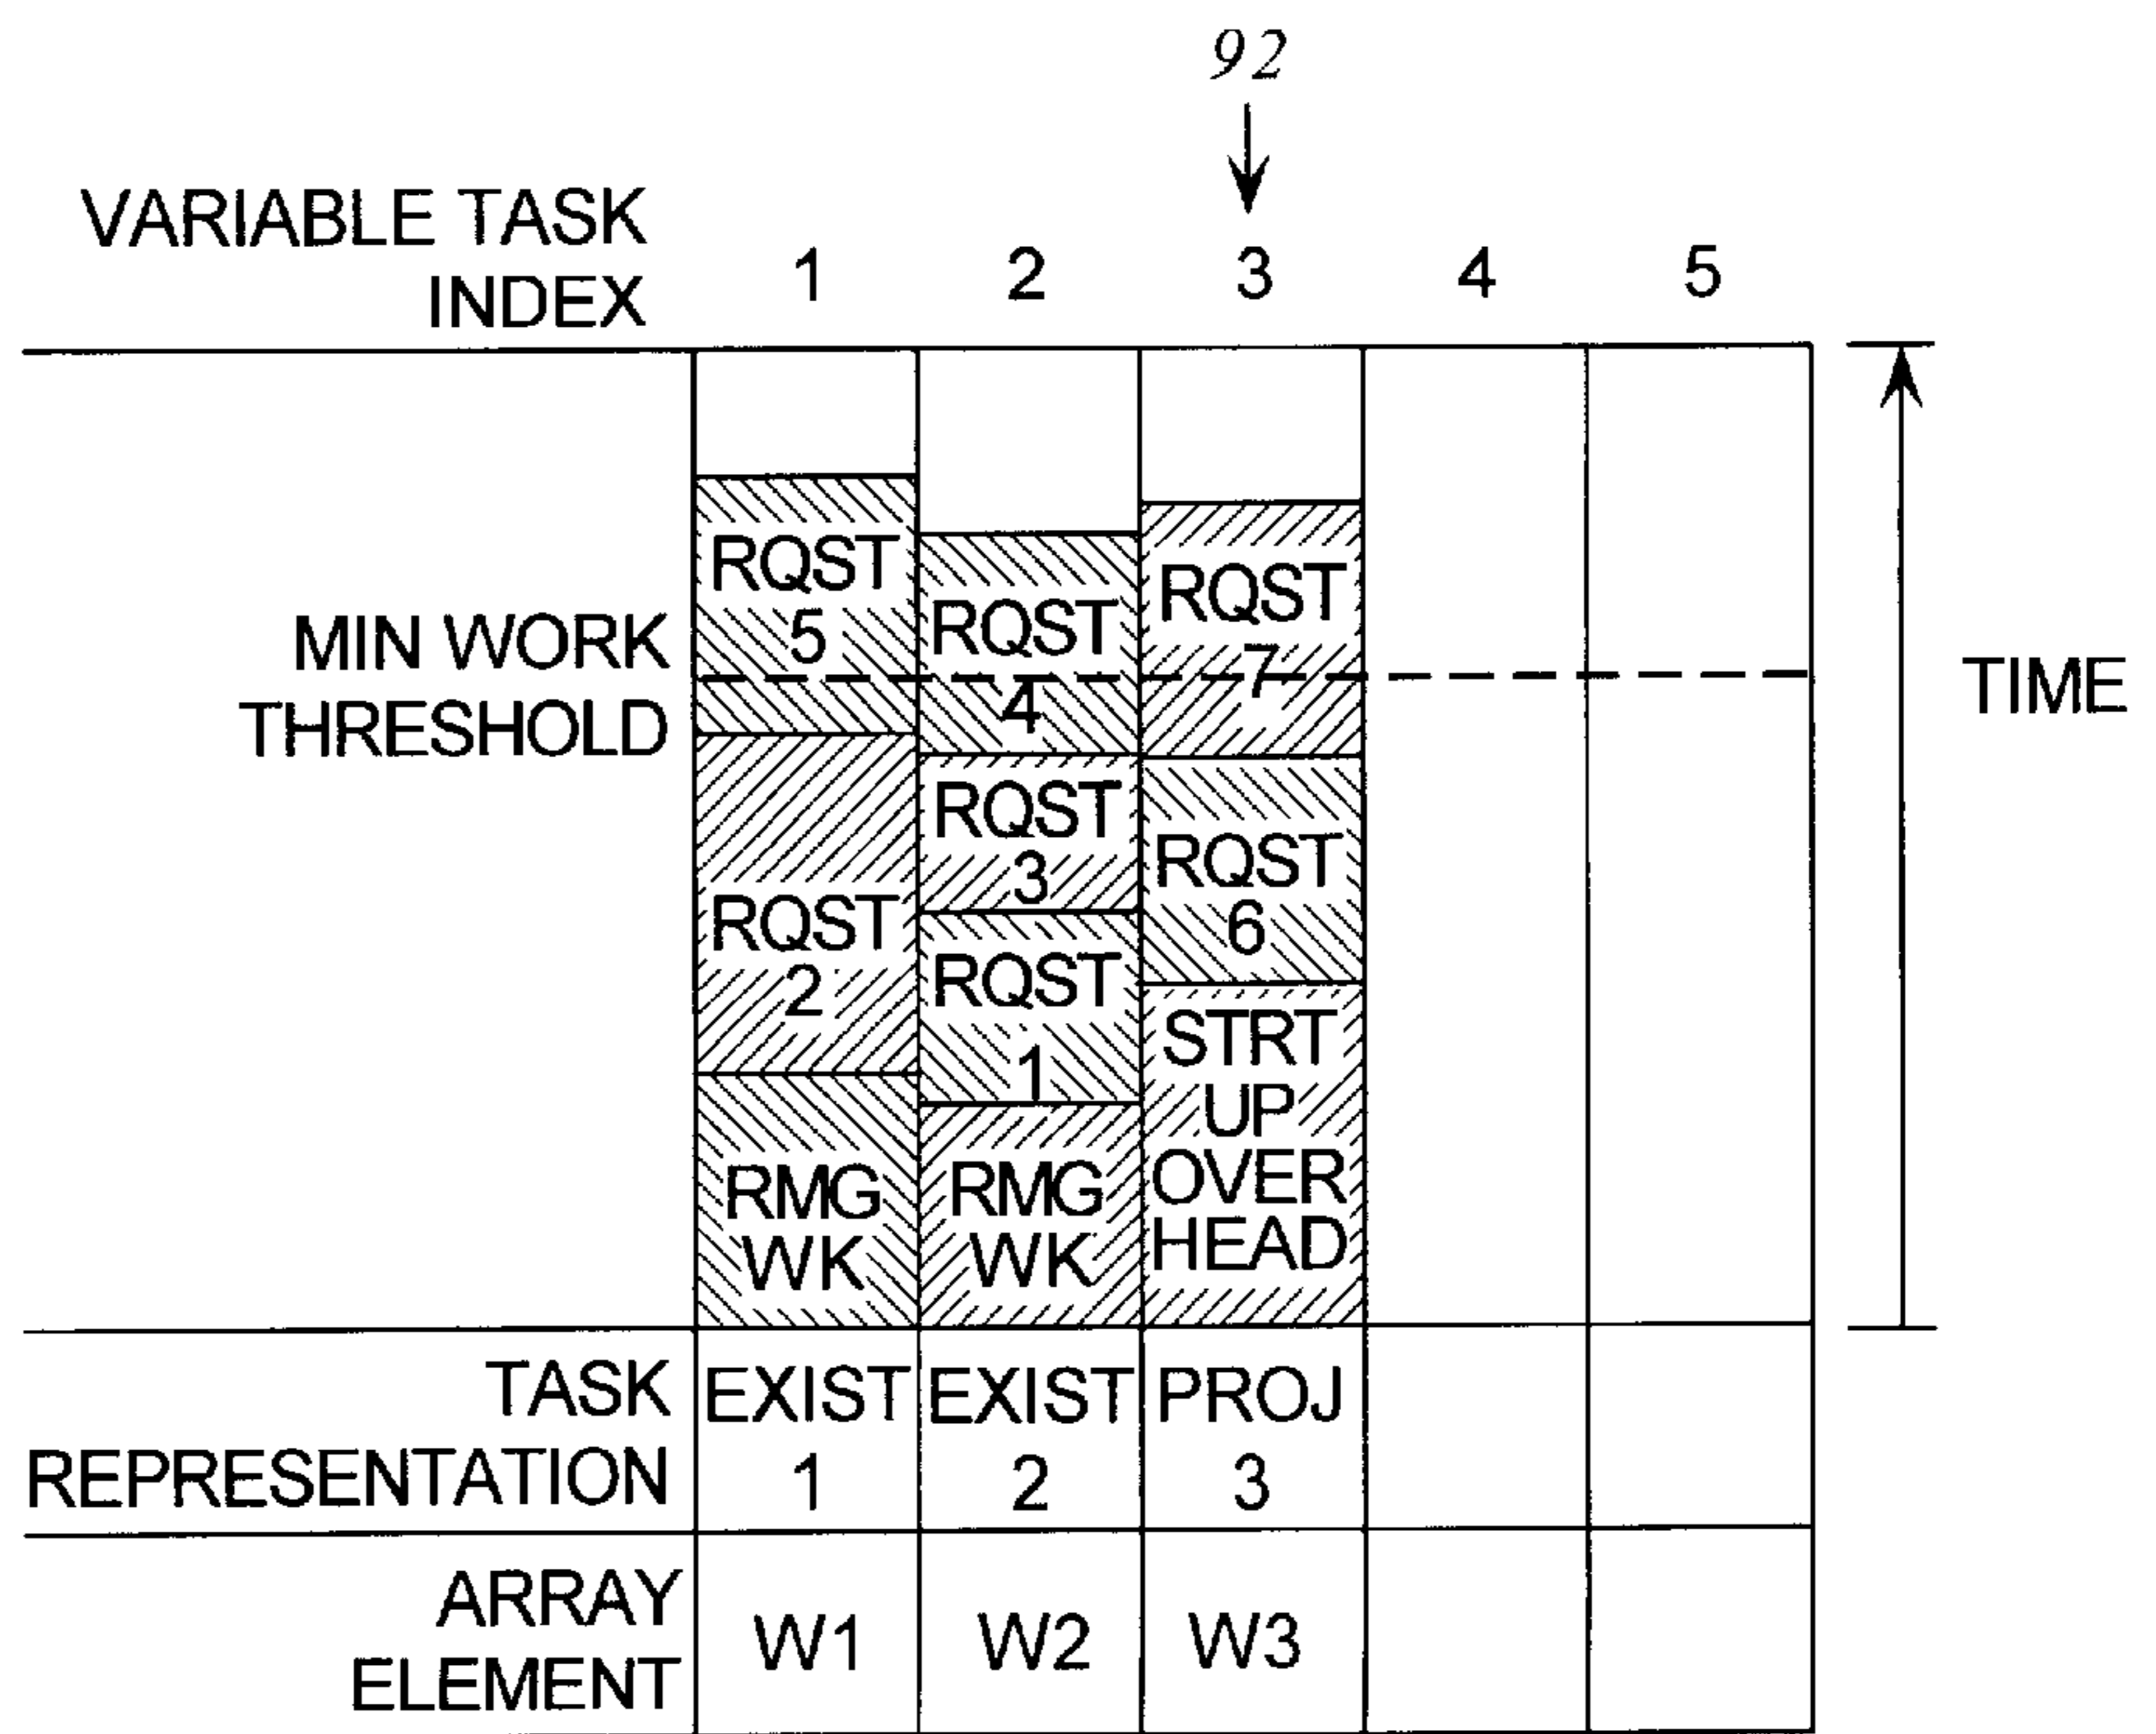 92
VARIABLE TASK
INDEX
1 2 3 4 5
MIN WORK
THRESHOLD
RQST
5
RQST
2
RMG
WK
RQST
4
RQST
3
RQST
1
RMG
WK
RQST
7
RQST
6
STRT
UP
OVER
HEAD
TIME
TASK
REPRESENTATION
EXIST
1
EXIST
2
PROJ
3
ARRAY
ELEMENT
W1 W2 W3